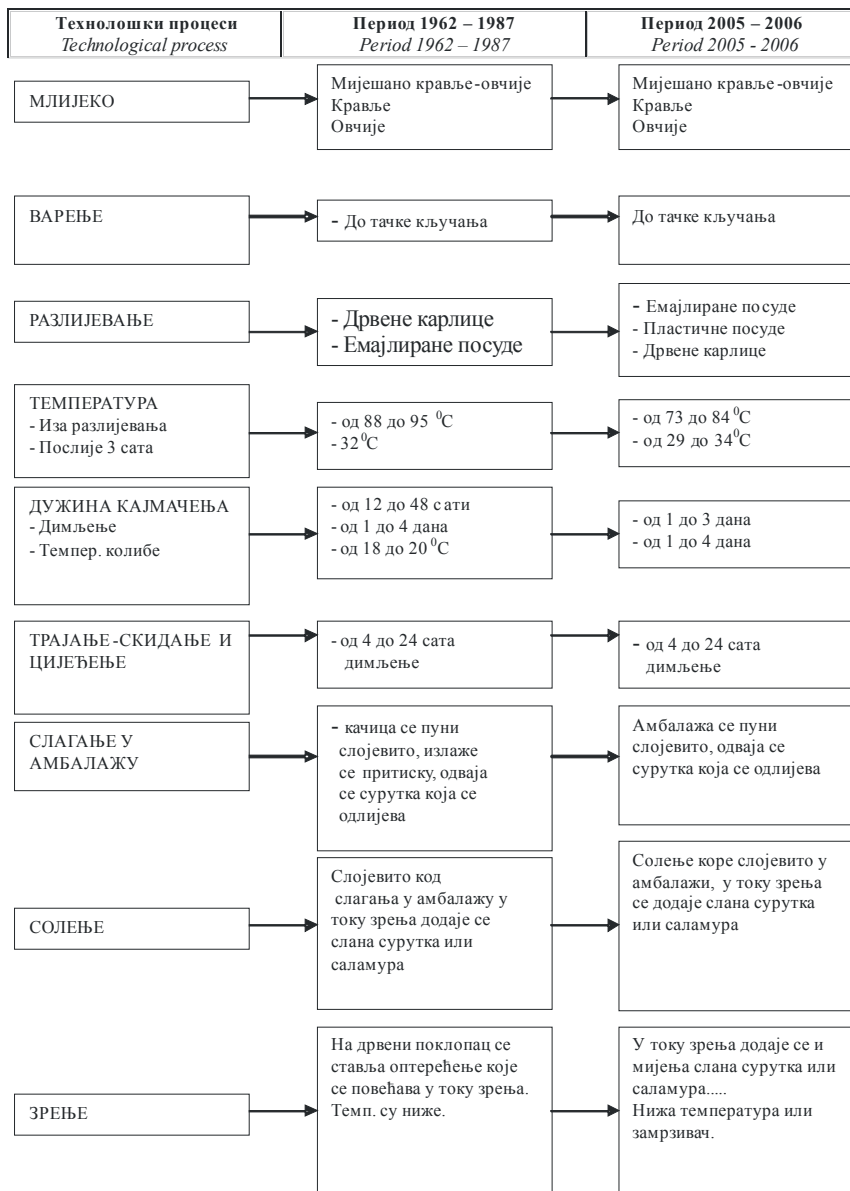 Технолошки процеси
Technological process
Период 1962 – 1987
Period 1962 – 1987
Период 2005 – 2006
Period 2005 - 2006
МЛИЈЕКО
Мијешано кравље-овчије
Кравље
Овчије
Мијешано кравље-овчије
Кравље
Овчије
ВАРЕЊЕ
- До тачке кључања
До тачке кључања
РАЗЛИЈЕВАЊЕ
- Дрвене карлице
- Емајлиране посуде
- Емајлиране посуде
- Пластичне посуде
- Дрвене карлице
ТЕМПЕРАТУРА
- Иза разлијевања
- Послије 3 сата
- од 88 до 95 ⁰C
- 32⁰C
- од 73 до 84⁰C
- од 29 до 34⁰C
ДУЖИНА КАЈМАЧЕЊА
- Димљење
- Темпер. колибе
- од 12 до 48 сати
- од 1 до 4 дана
- од 18 до 20⁰C
- од 1 до 3 дана
- од 1 до 4 дана
ТРАЈАЊЕ-СКИДАЊЕ И
ЦИЈЕЂЕЊЕ
- од 4 до 24 сата
димљење
- од 4 до 24 сата
димљење
СЛАГАЊЕ У
АМБАЛАЖУ
- качица се пуни
слојевито, излаже
се притиску, одваја
се сурутка која се
одлијева
Амбалажа се пуни
слојевито, одваја се
сурутка која се одлијева
СОЛЕЊЕ
Слојевито код
слагања у амбалажу у
току зрења додаје се
слана сурутка или
саламура
Солење коре слојевито у
амбалажи, у току зрења
се додаје слана сурутка
или саламура
ЗРЕЊЕ
На дрвени поклопац се
ставља оптерећење које
се повећава у току зрења.
Темп. су ниже.
У току зрења додаје се и
мијења слана сурутка или
саламура.....
Нижа температура или
замрзивач.